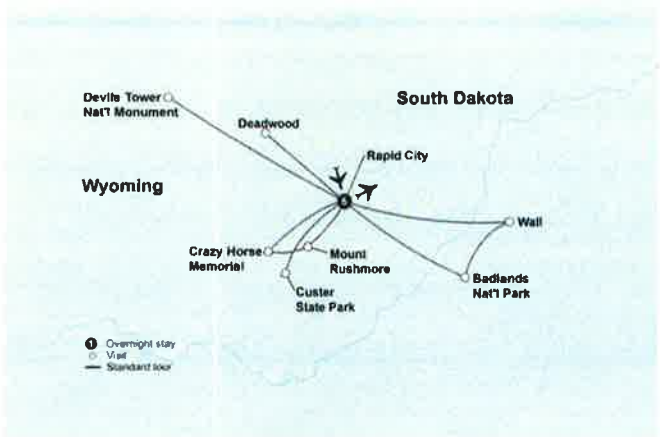 South Dakota
Devils Tower
Nat'l Monument
Deadwood
Rapid City
Wyoming
Wall
Crazy Horse
Memorial
Mount
Rushmore
Badlands
Nat'l Park
Custer
State Park
1 Overnight stay
Visit
Standard tour